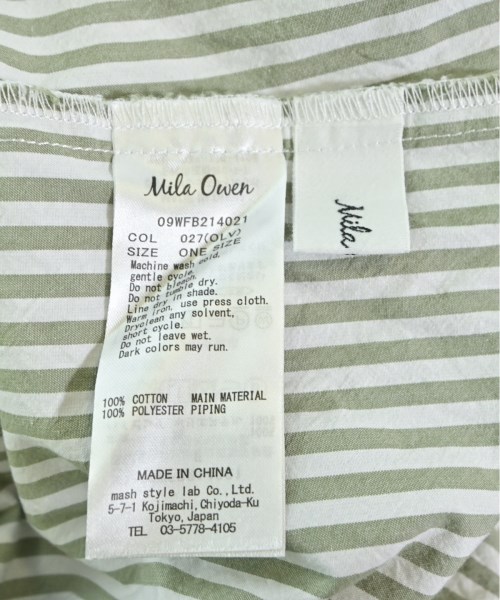 Mila Owen
09WFB214021
COL 027(OLV)
SIZE ONE SIZE
Machine wash cold,
gentle cycle.
Do not bleach.
Do not tumble dry.
Line dry in shade.
Warm iron, use press cloth.
Dryclean any solvent,
short cycle.
Do not leave wet.
Dark colors may run.
100% COTTON MAIN MATERIAL
100% POLYESTER PIPING
MADE IN CHINA
mash style lab Co.,Ltd.
5-7-1 Kojimachi,Chiyoda-Ku
Tokyo,Japan
TEL 03-5778-4105
Mila